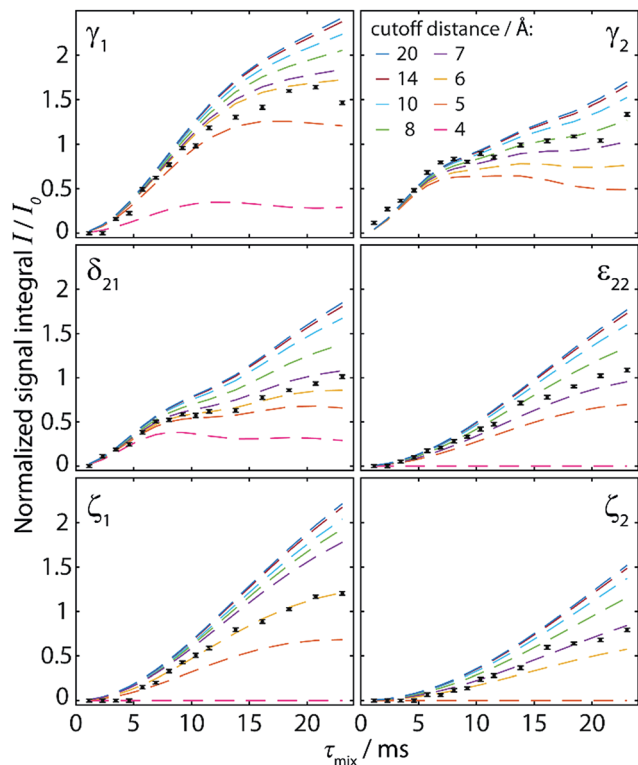 γ1
γ2
cutoff distance / Å:
20 7
14 6
10 5
8 4
2
1.5
1
0.5
0
δ21
ε22
2
1.5
1
0.5
0
ζ1
ζ2
2
1.5
1
0.5
0
0 5 10 15 20 0 5 10 15 20
τmix / ms
Normalized signal integral I / I0